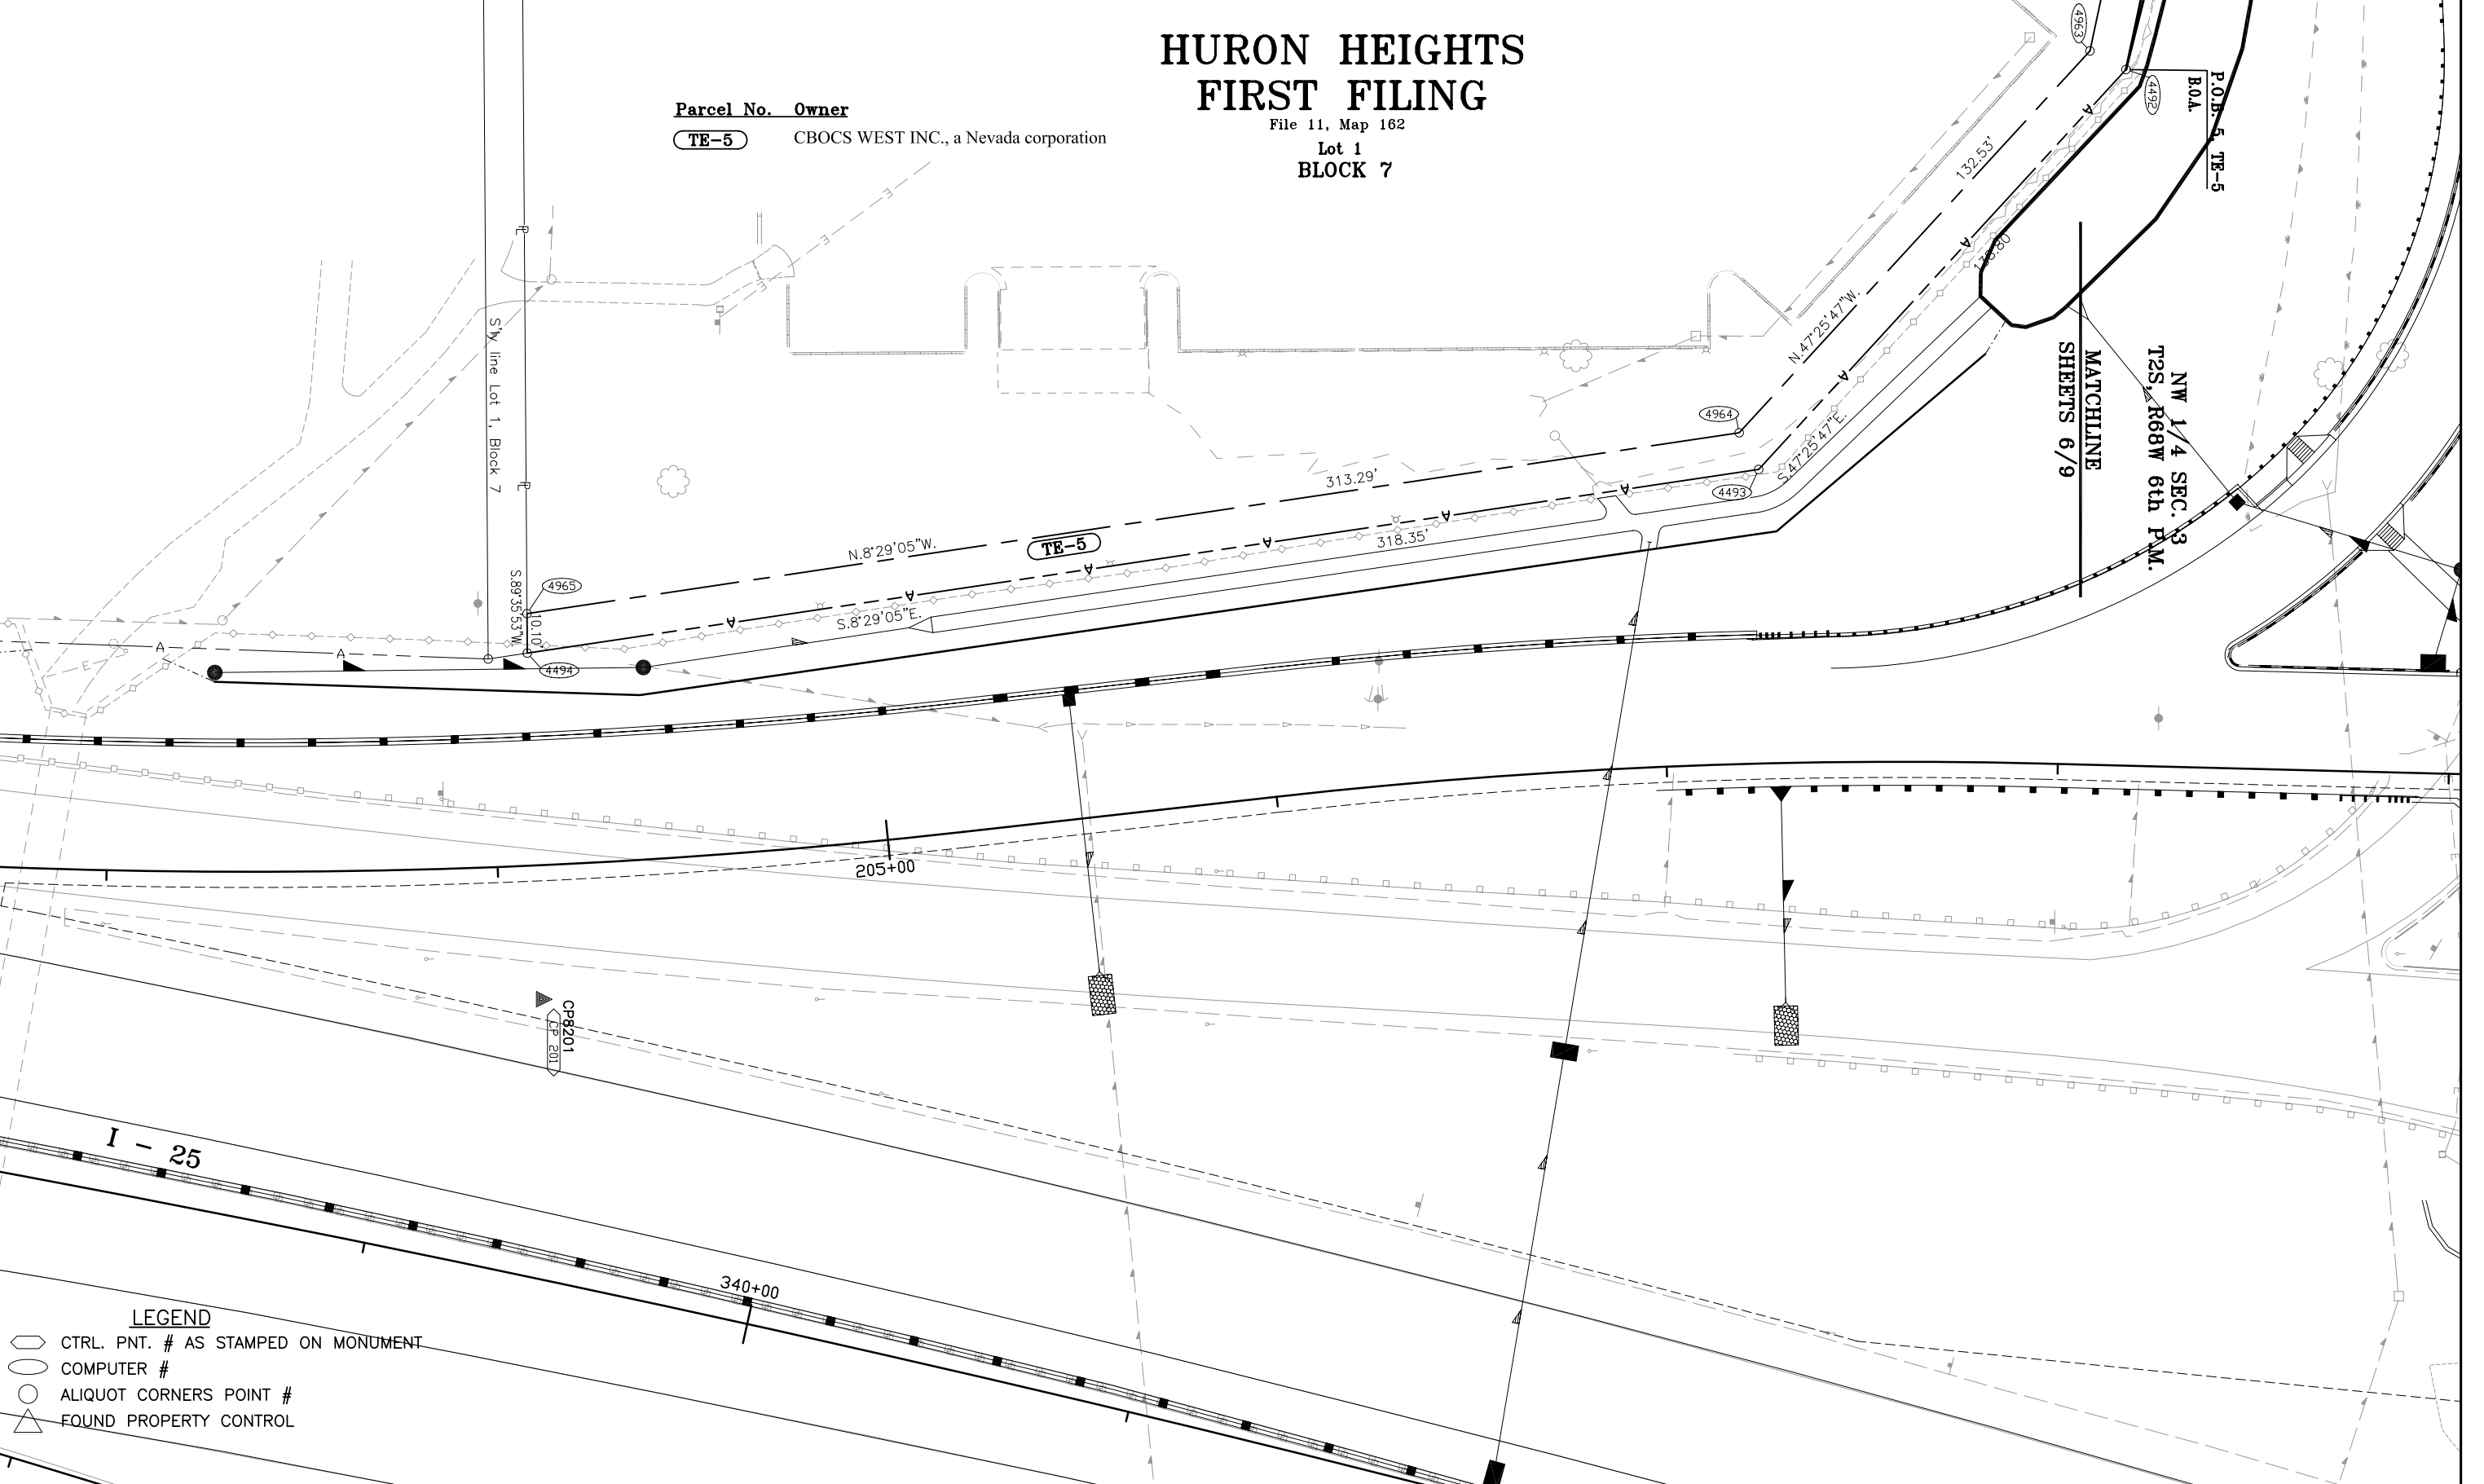 HURON HEIGHTS
FIRST FILING
File 11, Map 162
Lot 1
BLOCK 7
Parcel No. Owner
TE-5 CBOCS WEST INC., a Nevada corporation
4963
4492
P.O.B. 5, TE-5
B.O.A.
132.53'
138.80
N.47°25'47"W.
S.47°25'47"E.
MATCHLINE
SHEETS 6/9
NW 1/4 SEC. 3
T2S, R68W 6th P.M.
S'ly line Lot 1, Block 7
P
P
E
E
E
E
A
A
A
A
A
A
A
A
A
A
A
4964
4493
313.29'
N.8°29'05"W.
TE-5
318.35'
S.8°29'05"E.
4965
S.89°35'53"W.
10.10'
4494
205+00
CP8201
CP 201
I - 25
340+00
LEGEND
CTRL. PNT. # AS STAMPED ON MONUMENT
COMPUTER #
ALIQUOT CORNERS POINT #
FOUND PROPERTY CONTROL